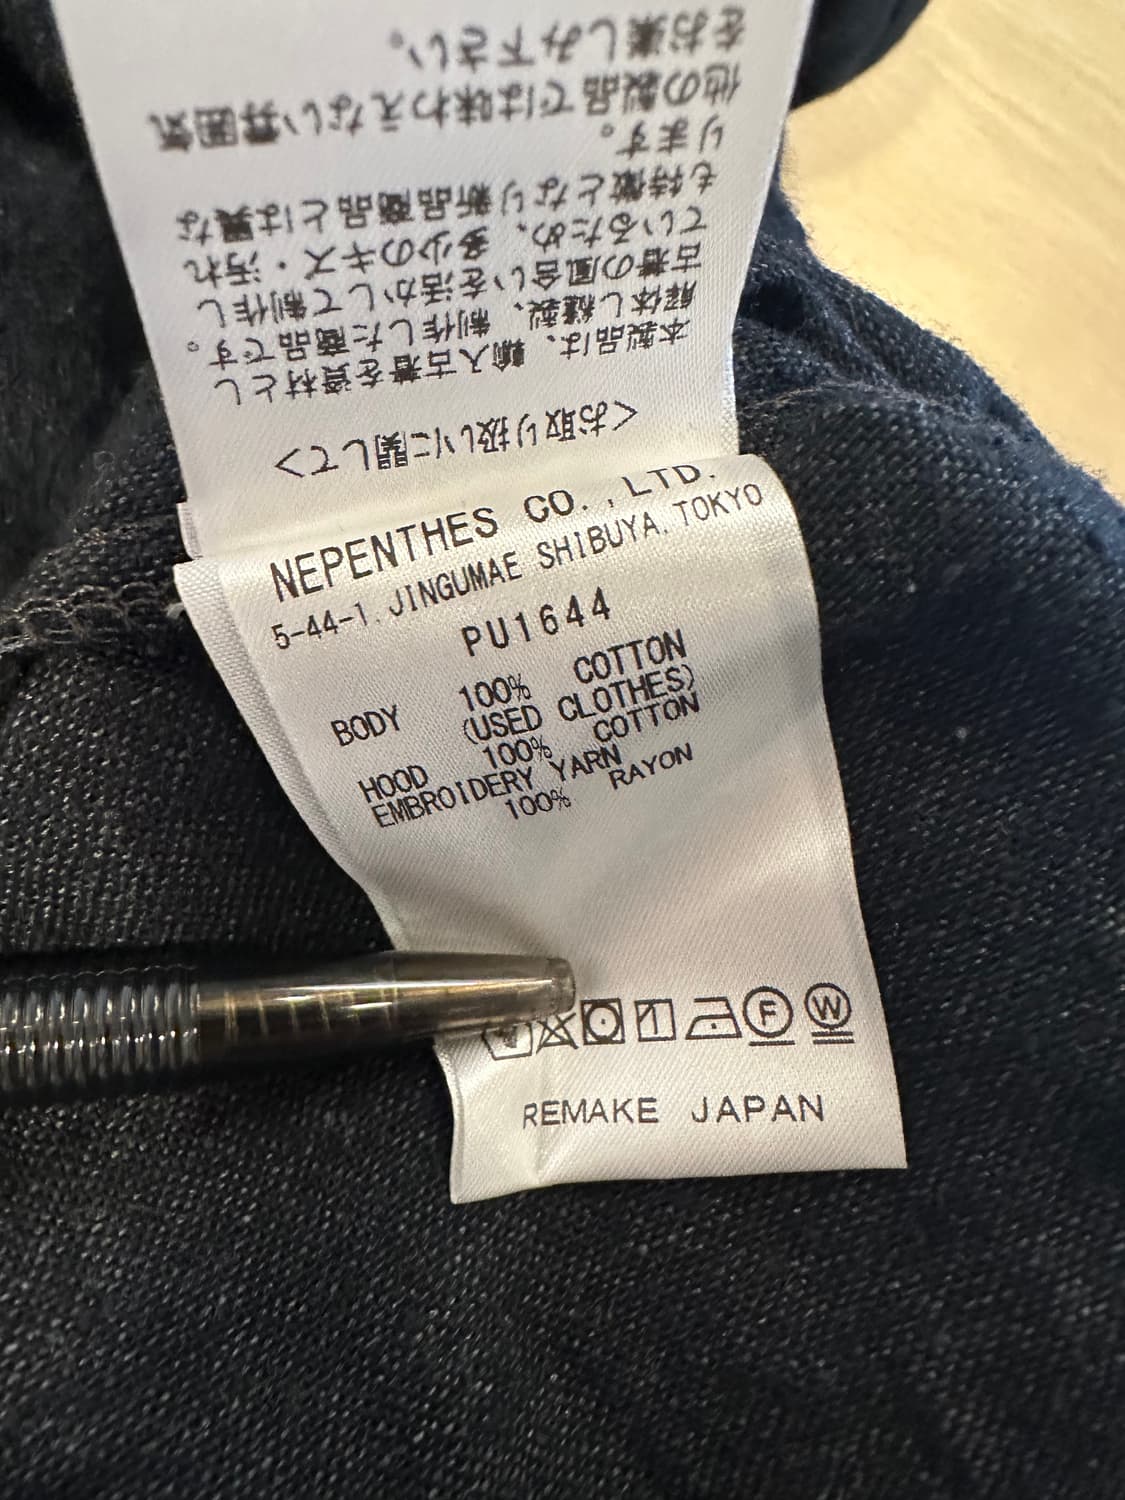 <お取り扱いに関して>
本製品は、輸入古着を資材とし
解体し縫製、制作した商品です。
古着の風合いを活かして制作し
ているため、多少のキズ・汚れ
も特徴となり新品商品とは異な
ります。
他の製品では味わえない雰囲気
をお楽しみ下さい。
NEPENTHES CO.,LTD.
5-44-1. JINGUMAE SHIBUYA. TOKYO
PU1644
BODY 100% COTTON
(USED CLOTHES)
HOOD 100% COTTON
EMBROIDERY YARN
100% RAYON
F W
REMAKE JAPAN